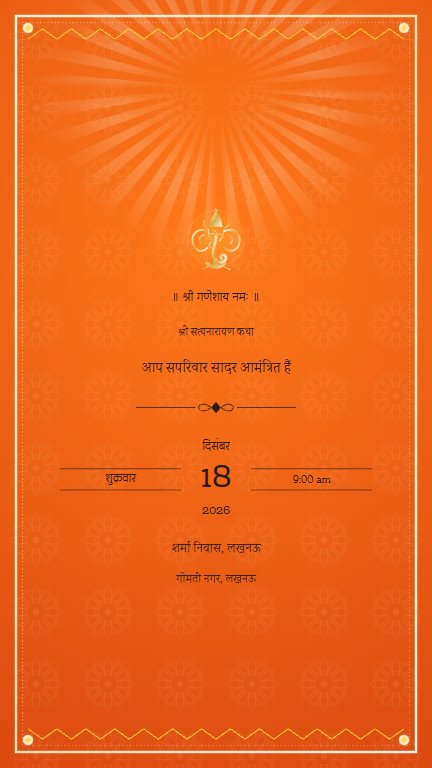 ॥ श्री गणेशाय नमः ॥
श्री सत्यनारायण कथा
आप सपरिवार सादर आमंत्रित हैं
दिसंबर
शुक्रवार 18 9:00 am
2026
शर्मा निवास, लखनऊ
गोमती नगर, लखनऊ